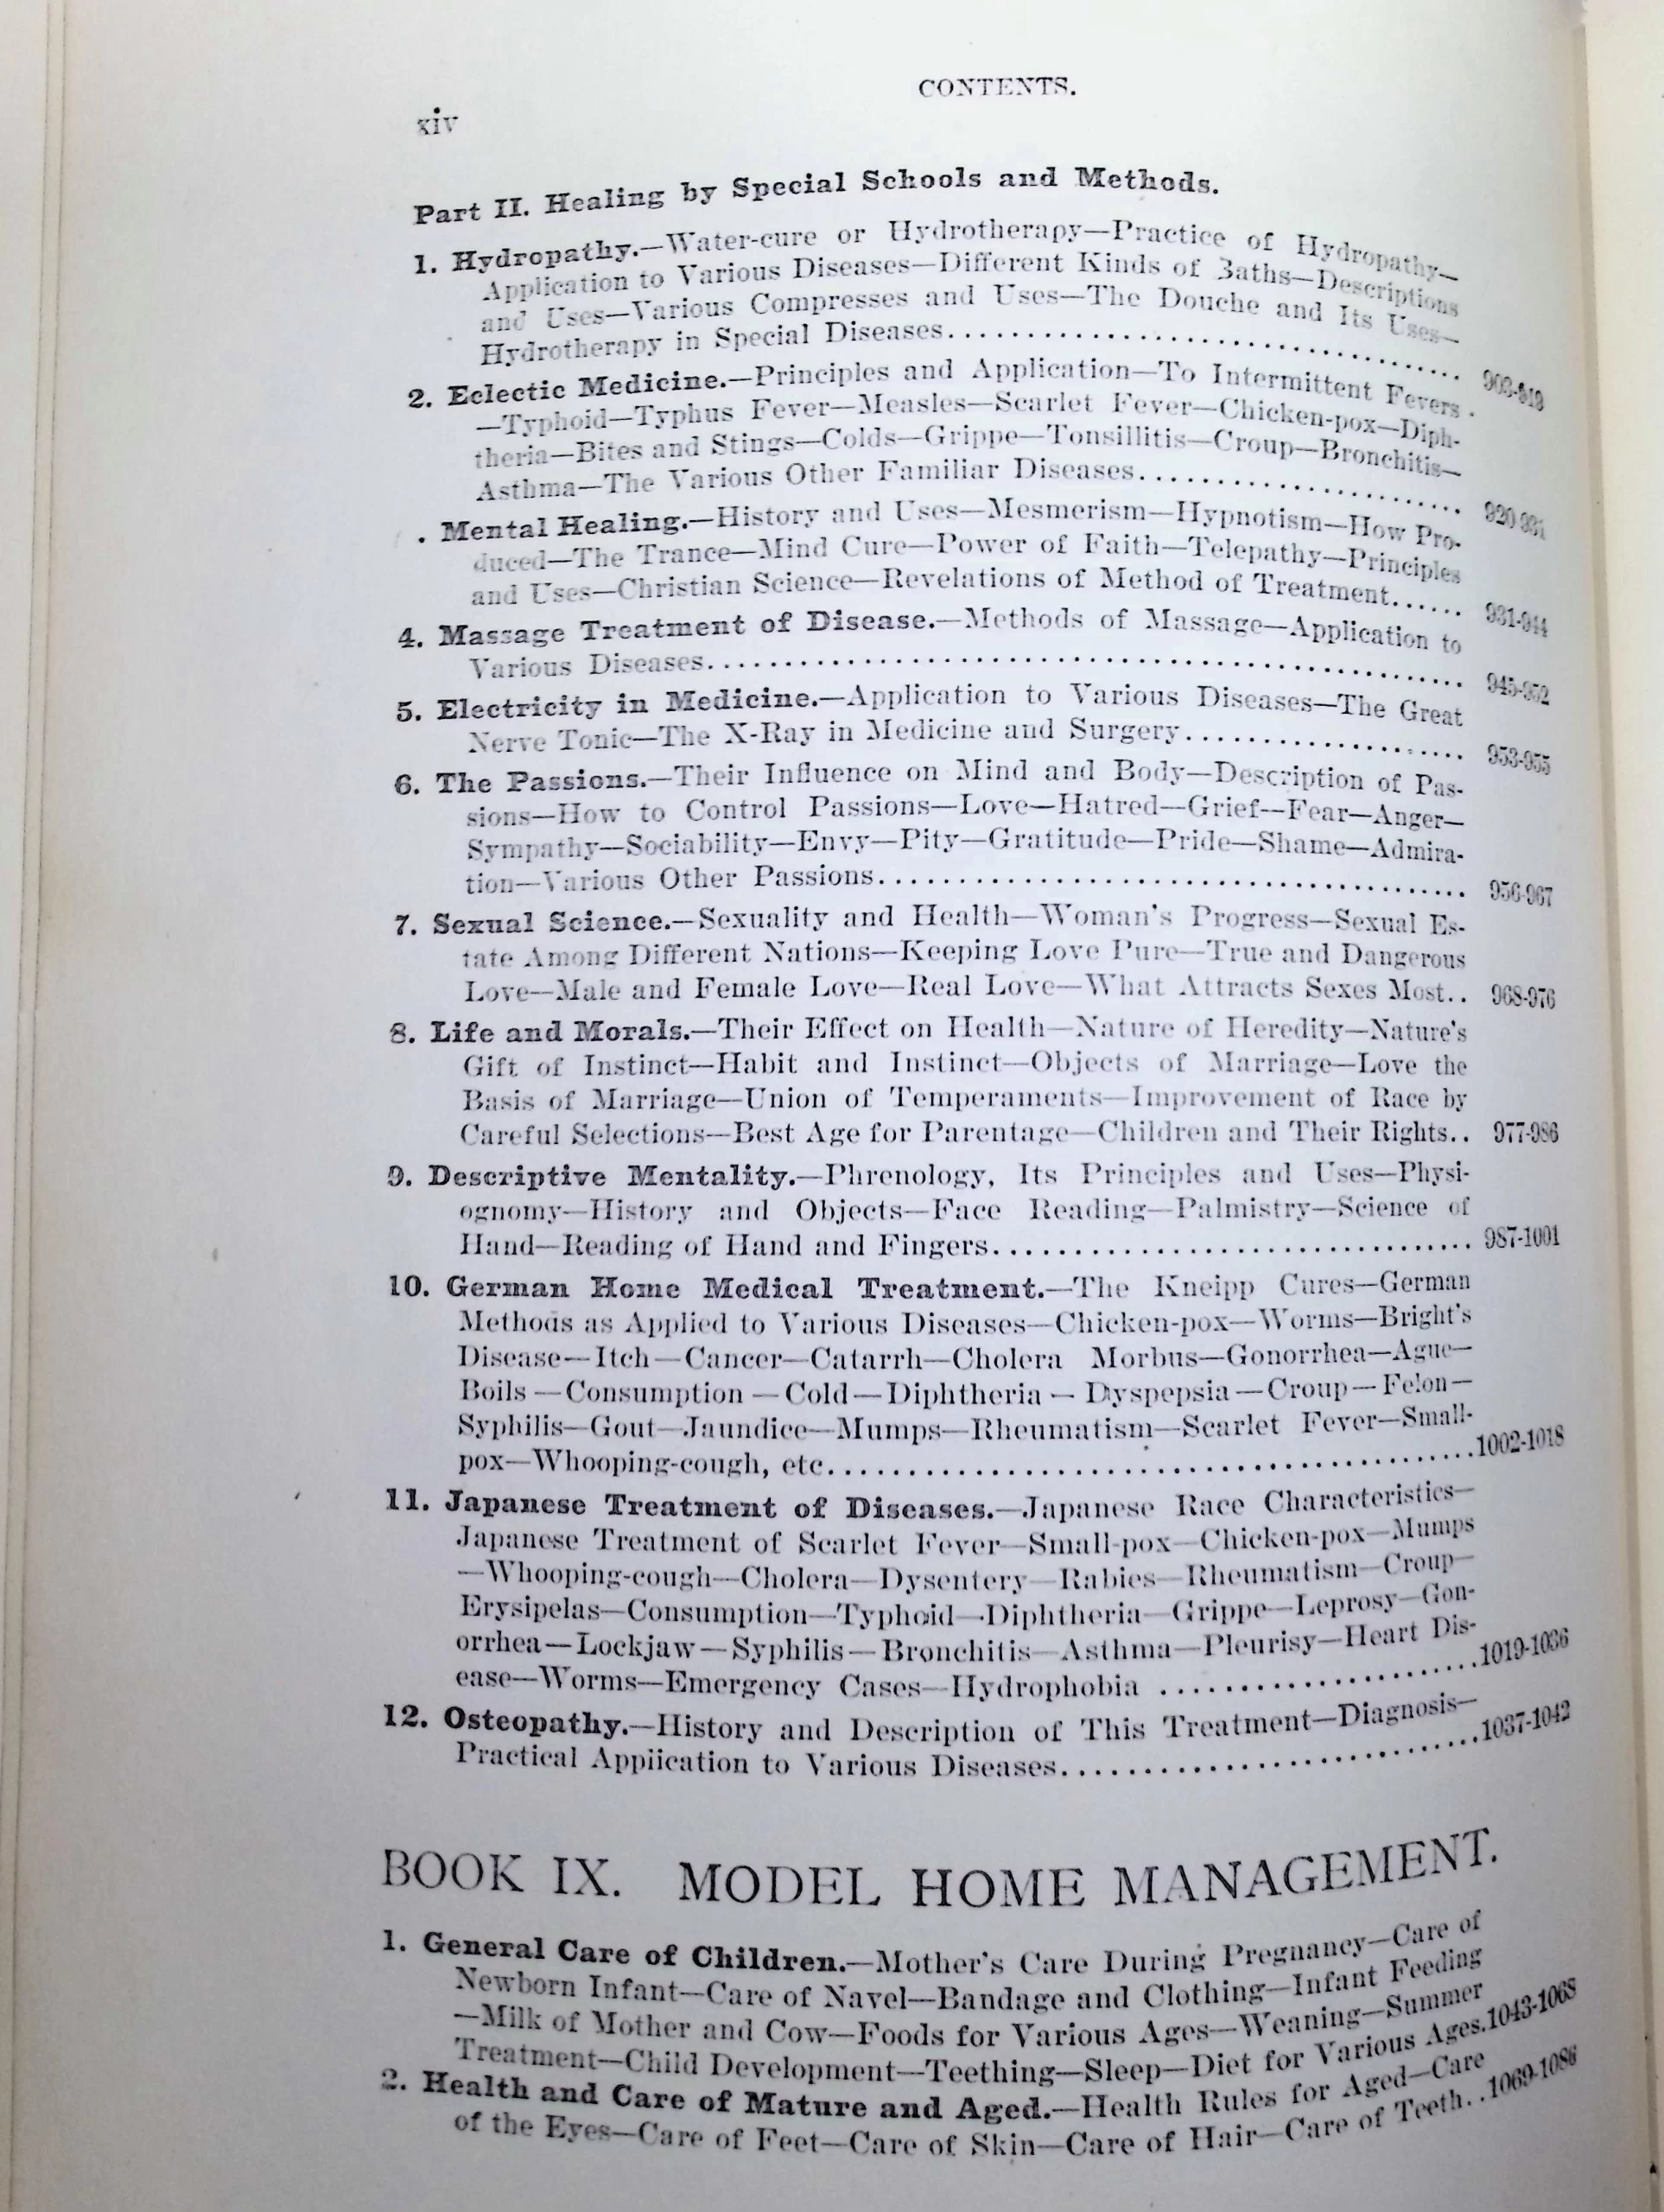 CONTENTS.
xiv
Part II. Healing by Special Schools and Methods.
1. Hydropathy.—Water-cure or Hydrotherapy—Practice of Hydropathy—
Application to Various Diseases—Different Kinds of Baths—Descriptions
and Uses—Various Compresses and Uses—The Douche and Its Uses—
Hydrotherapy in Special Diseases........................................ 903-919
2. Eclectic Medicine.—Principles and Application—To Intermittent Fevers
—Typhoid—Typhus Fever—Measles—Scarlet Fever—Chicken-pox—Diph-
theria—Bites and Stings—Colds—Grippe—Tonsillitis—Croup—Bronchitis—
Asthma—The Various Other Familiar Diseases........................ 920-931
. Mental Healing.—History and Uses—Mesmerism—Hypnotism—How Pro-
duced—The Trance—Mind Cure—Power of Faith—Telepathy—Principles
and Uses—Christian Science—Revelations of Method of Treatment...... 931-944
4. Massage Treatment of Disease.—Methods of Massage—Application to
Various Diseases.................................................... 945-952
5. Electricity in Medicine.—Application to Various Diseases—The Great
Nerve Tonic—The X-Ray in Medicine and Surgery.................... 953-955
6. The Passions.—Their Influence on Mind and Body—Description of Pas-
sions—How to Control Passions—Love—Hatred—Grief—Fear—Anger—
Sympathy—Sociability—Envy—Pity—Gratitude—Pride—Shame—Admira-
tion—Various Other Passions........................................ 956-967
7. Sexual Science.—Sexuality and Health—Woman's Progress—Sexual Es-
tate Among Different Nations—Keeping Love Pure—True and Dangerous
Love—Male and Female Love—Real Love—What Attracts Sexes Most.. 968-976
8. Life and Morals.—Their Effect on Health—Nature of Heredity—Nature's
Gift of Instinct—Habit and Instinct—Objects of Marriage—Love the
Basis of Marriage—Union of Temperaments—Improvement of Race by
Careful Selections—Best Age for Parentage—Children and Their Rights.. 977-986
9. Descriptive Mentality.—Phrenology, Its Principles and Uses—Physi-
ognomy—History and Objects—Face Reading—Palmistry—Science of
Hand—Reading of Hand and Fingers................................ 987-1001
10. German Home Medical Treatment.—The Kneipp Cures—German
Methods as Applied to Various Diseases—Chicken-pox—Worms—Bright's
Disease—Itch—Cancer—Catarrh—Cholera Morbus—Gonorrhea—Ague—
Boils—Consumption—Cold—Diphtheria—Dyspepsia—Croup—Felon—
Syphilis—Gout—Jaundice—Mumps—Rheumatism—Scarlet Fever—Small-
pox—Whooping-cough, etc............................................1002-1018
11. Japanese Treatment of Diseases.—Japanese Race Characteristics—
Japanese Treatment of Scarlet Fever—Small-pox—Chicken-pox—Mumps
—Whooping-cough—Cholera—Dysentery—Rabies—Rheumatism—Croup—
Erysipelas—Consumption—Typhoid—Diphtheria—Grippe—Leprosy—Gon-
orrhea—Lockjaw—Syphilis—Bronchitis—Asthma—Pleurisy—Heart Dis-
ease—Worms—Emergency Cases—Hydrophobia ......................1019-1036
12. Osteopathy.—History and Description of This Treatment—Diagnosis—
Practical Application to Various Diseases............................1037-1042
BOOK IX. MODEL HOME MANAGEMENT.
1. General Care of Children.—Mother's Care During Pregnancy—Care of
Newborn Infant—Care of Navel—Bandage and Clothing—Infant Feeding
—Milk of Mother and Cow—Foods for Various Ages—Weaning—Summer
Treatment—Child Development—Teething—Sleep—Diet for Various Ages.1043-1068
2. Health and Care of Mature and Aged.—Health Rules for Aged—Care
of the Eyes—Care of Feet—Care of Skin—Care of Hair—Care of Teeth..1069-1086